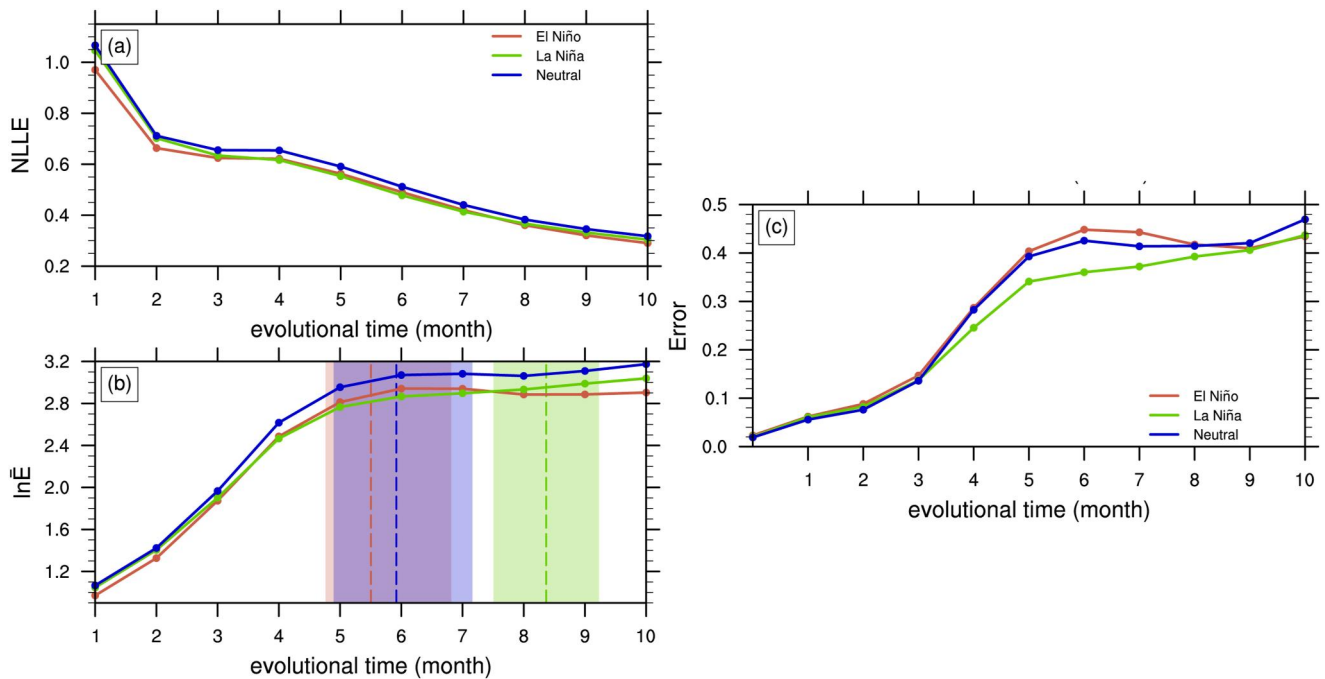 (a)
El Niño
La Niña
Neutral
NLLE
1.0
0.8
0.6
0.4
0.2
1 2 3 4 5 6 7 8 9 10
evolutional time (month)
(b)
lnĒ
3.2
2.8
2.4
2.0
1.6
1.2
1 2 3 4 5 6 7 8 9 10
evolutional time (month)
(c)
Error
0.5
0.4
0.3
0.2
0.1
0.0
El Niño
La Niña
Neutral
1 2 3 4 5 6 7 8 9 10
evolutional time (month)